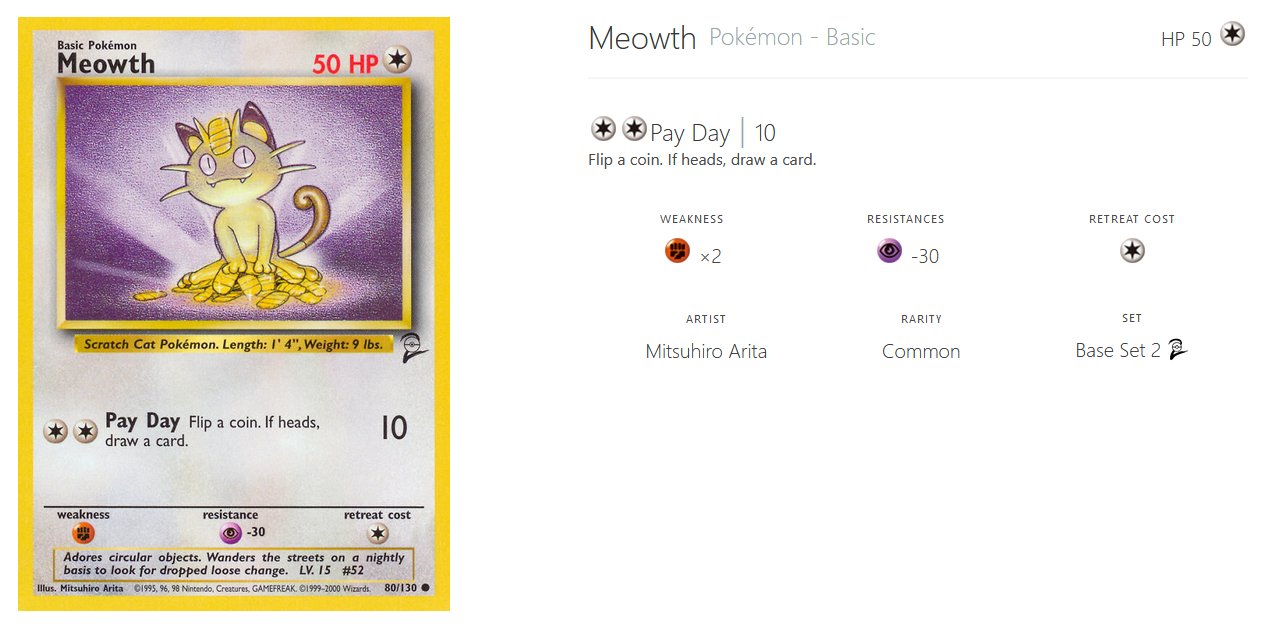 Basic Pokémon
Meowth
50 HP
Scratch Cat Pokémon. Length: 1' 4", Weight: 9 lbs.
Pay Day Flip a coin. If heads,
draw a card.
10
weakness resistance retreat cost
-30
Adores circular objects. Wanders the streets on a nightly
basis to look for dropped loose change. LV. 15 #52
Illus. Mitsuhiro Arita ©1995, 96, 98 Nintendo, Creatures, GAMEFREAK. ©1999-2000 Wizards. 80/130
Meowth Pokémon - Basic HP 50
Pay Day | 10
Flip a coin. If heads, draw a card.
WEAKNESS RESISTANCES RETREAT COST
×2 -30
ARTIST RARITY SET
Mitsuhiro Arita Common Base Set 2